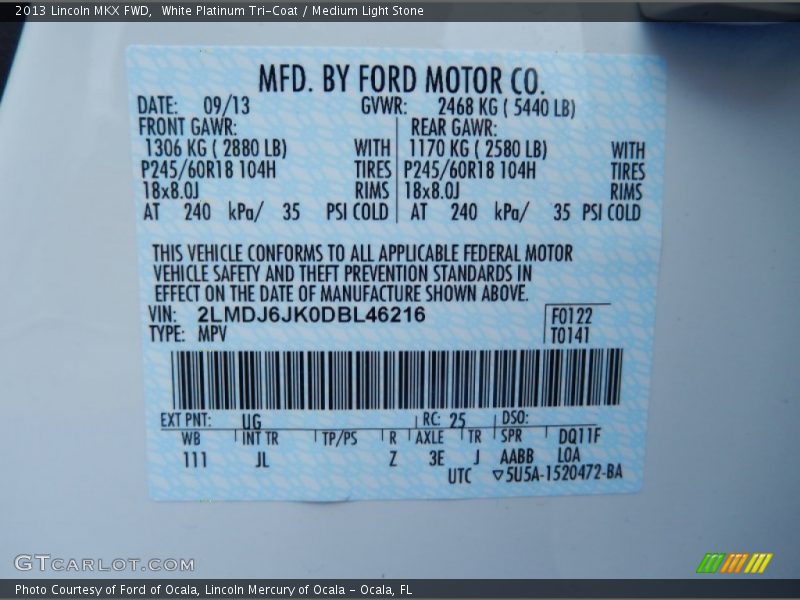 2013 Lincoln MKX FWD,  White Platinum Tri-Coat / Medium Light Stone
MFD. BY FORD MOTOR CO.
DATE: 09/13 GVWR: 2468 KG ( 5440 LB)
FRONT GAWR: REAR GAWR:
1306 KG ( 2880 LB) WITH 1170 KG ( 2580 LB) WITH
P245/60R18 104H TIRES P245/60R18 104H TIRES
18x8.0J RIMS 18x8.0J RIMS
AT 240 kPa/ 35 PSI COLD AT 240 kPa/ 35 PSI COLD
THIS VEHICLE CONFORMS TO ALL APPLICABLE FEDERAL MOTOR
VEHICLE SAFETY AND THEFT PREVENTION STANDARDS IN
EFFECT ON THE DATE OF MANUFACTURE SHOWN ABOVE.
VIN: 2LMDJ6JK0DBL46216 F0122
TYPE: MPV T0141
EXT PNT: UG RC: 25 DSO:
WB INT TR TP/PS R AXLE TR SPR DQ11F
111 JL Z 3E J AABB LOA
UTC ▽5U5A-1520472-BA
GTCARLOT.COM
Photo Courtesy of Ford of Ocala, Lincoln Mercury of Ocala - Ocala, FL